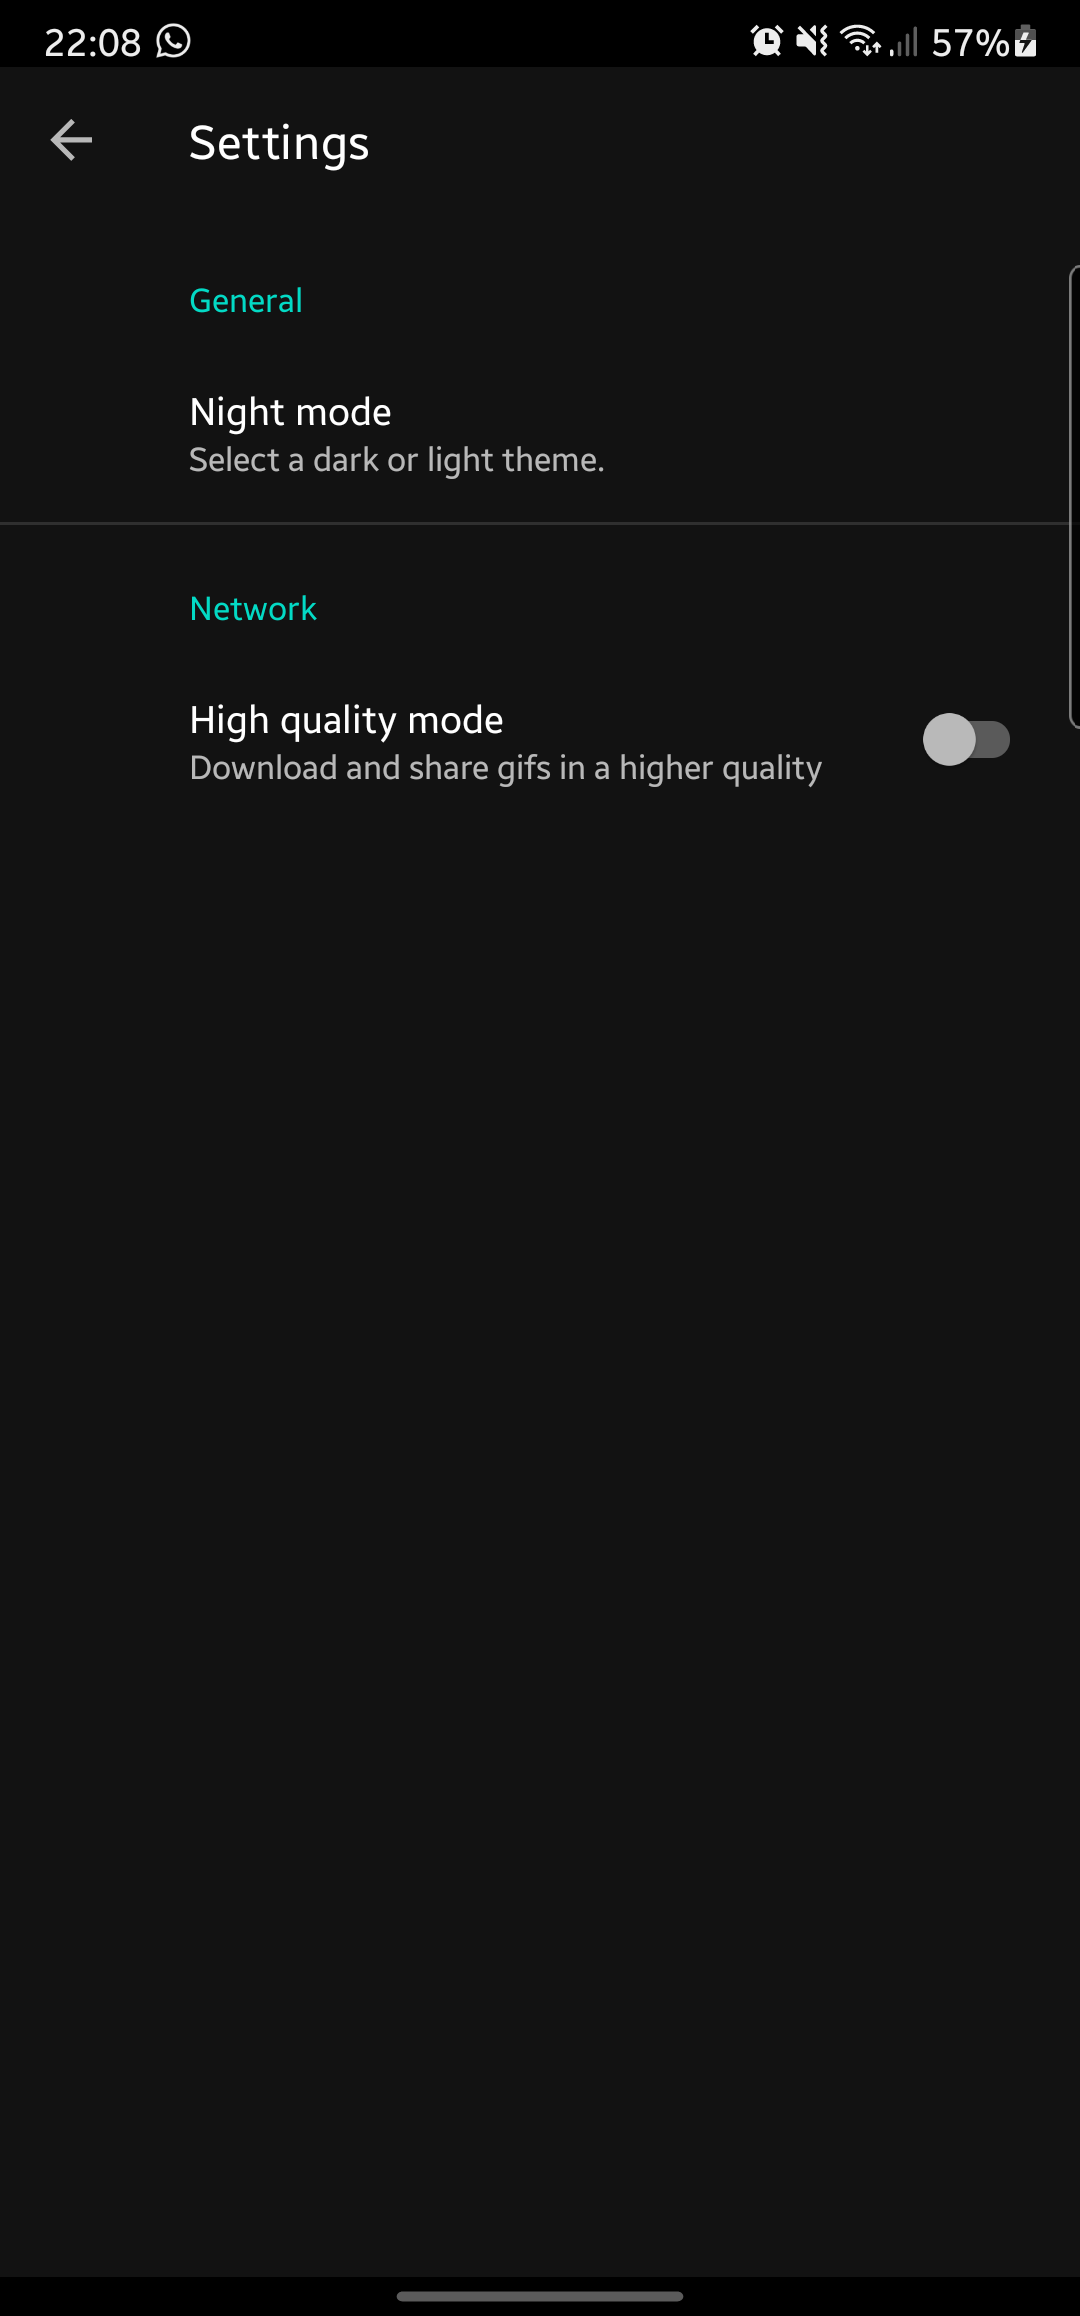 22:08 57%
Settings
General
Night mode
Select a dark or light theme.
Network
High quality mode
Download and share gifs in a higher quality